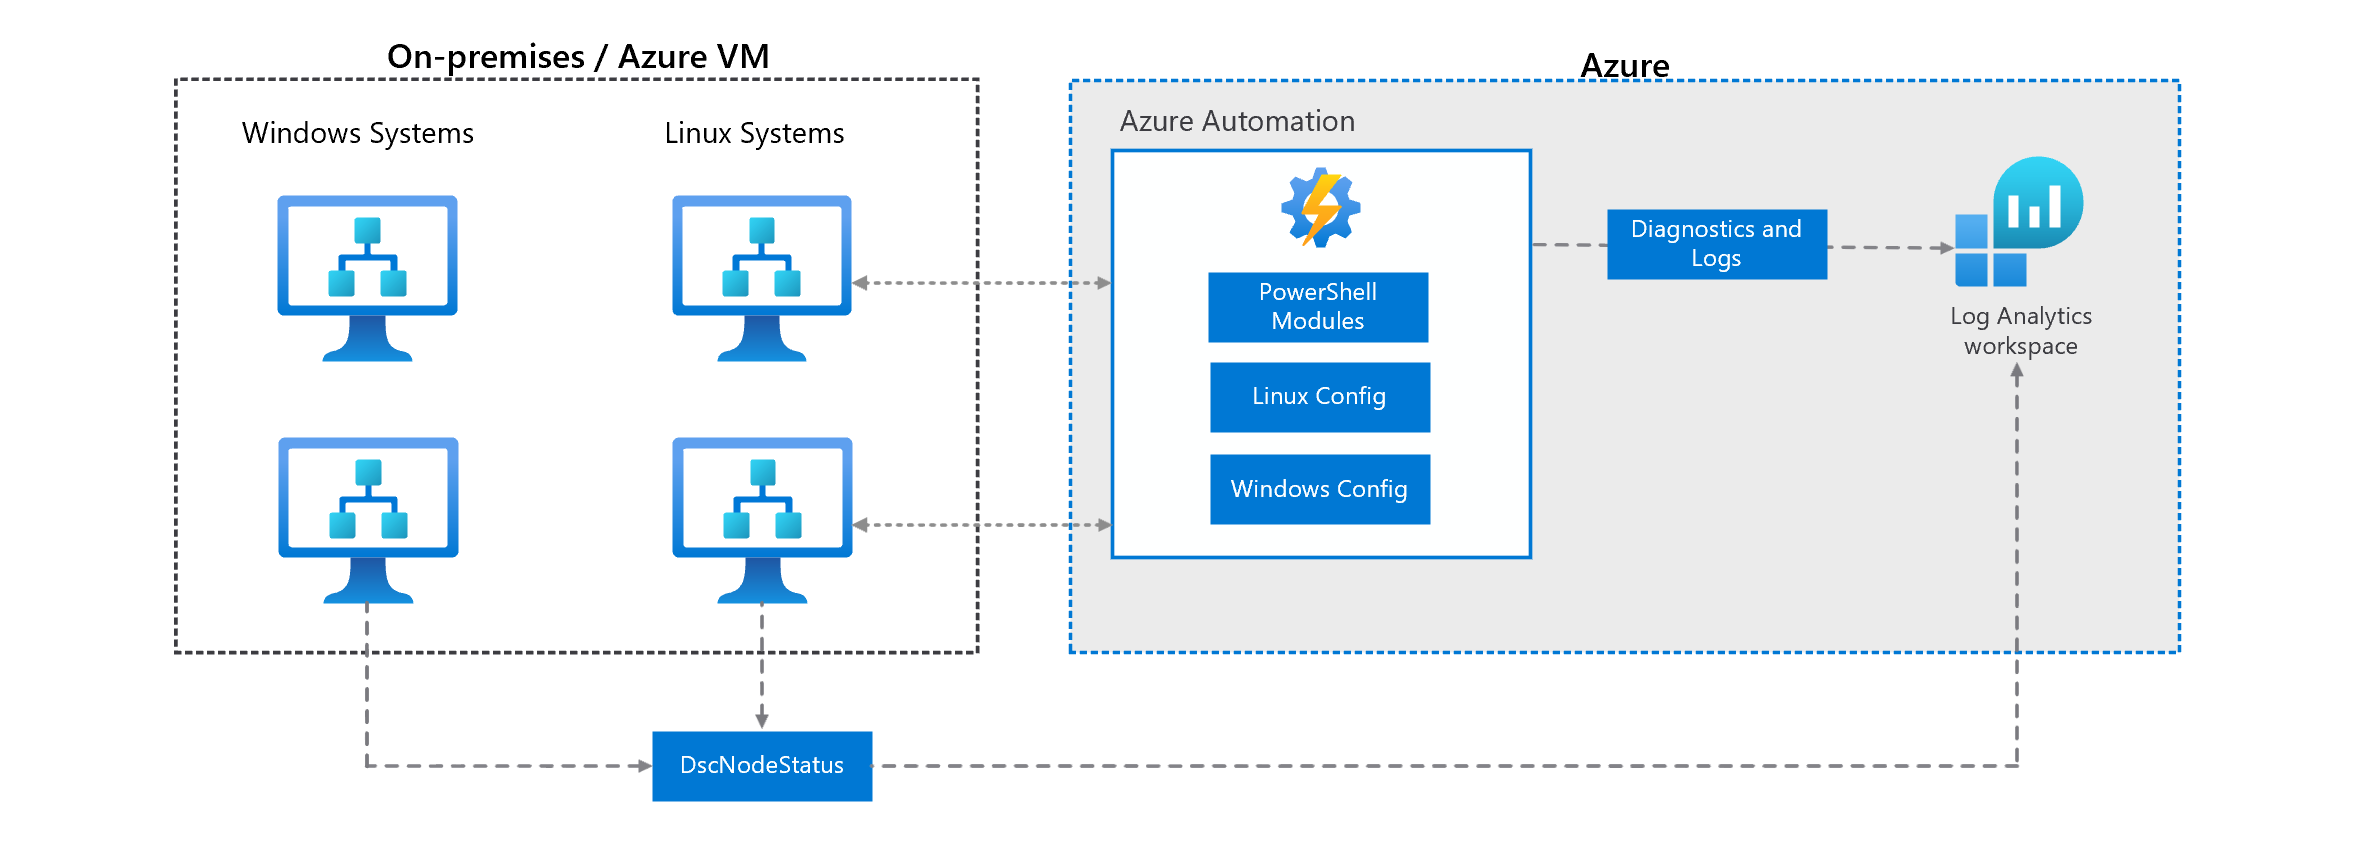 On-premises / Azure VM
Windows Systems
Linux Systems
Azure
Azure Automation
PowerShell
Modules
Linux Config
Windows Config
Diagnostics and
Logs
Log Analytics
workspace
DscNodeStatus